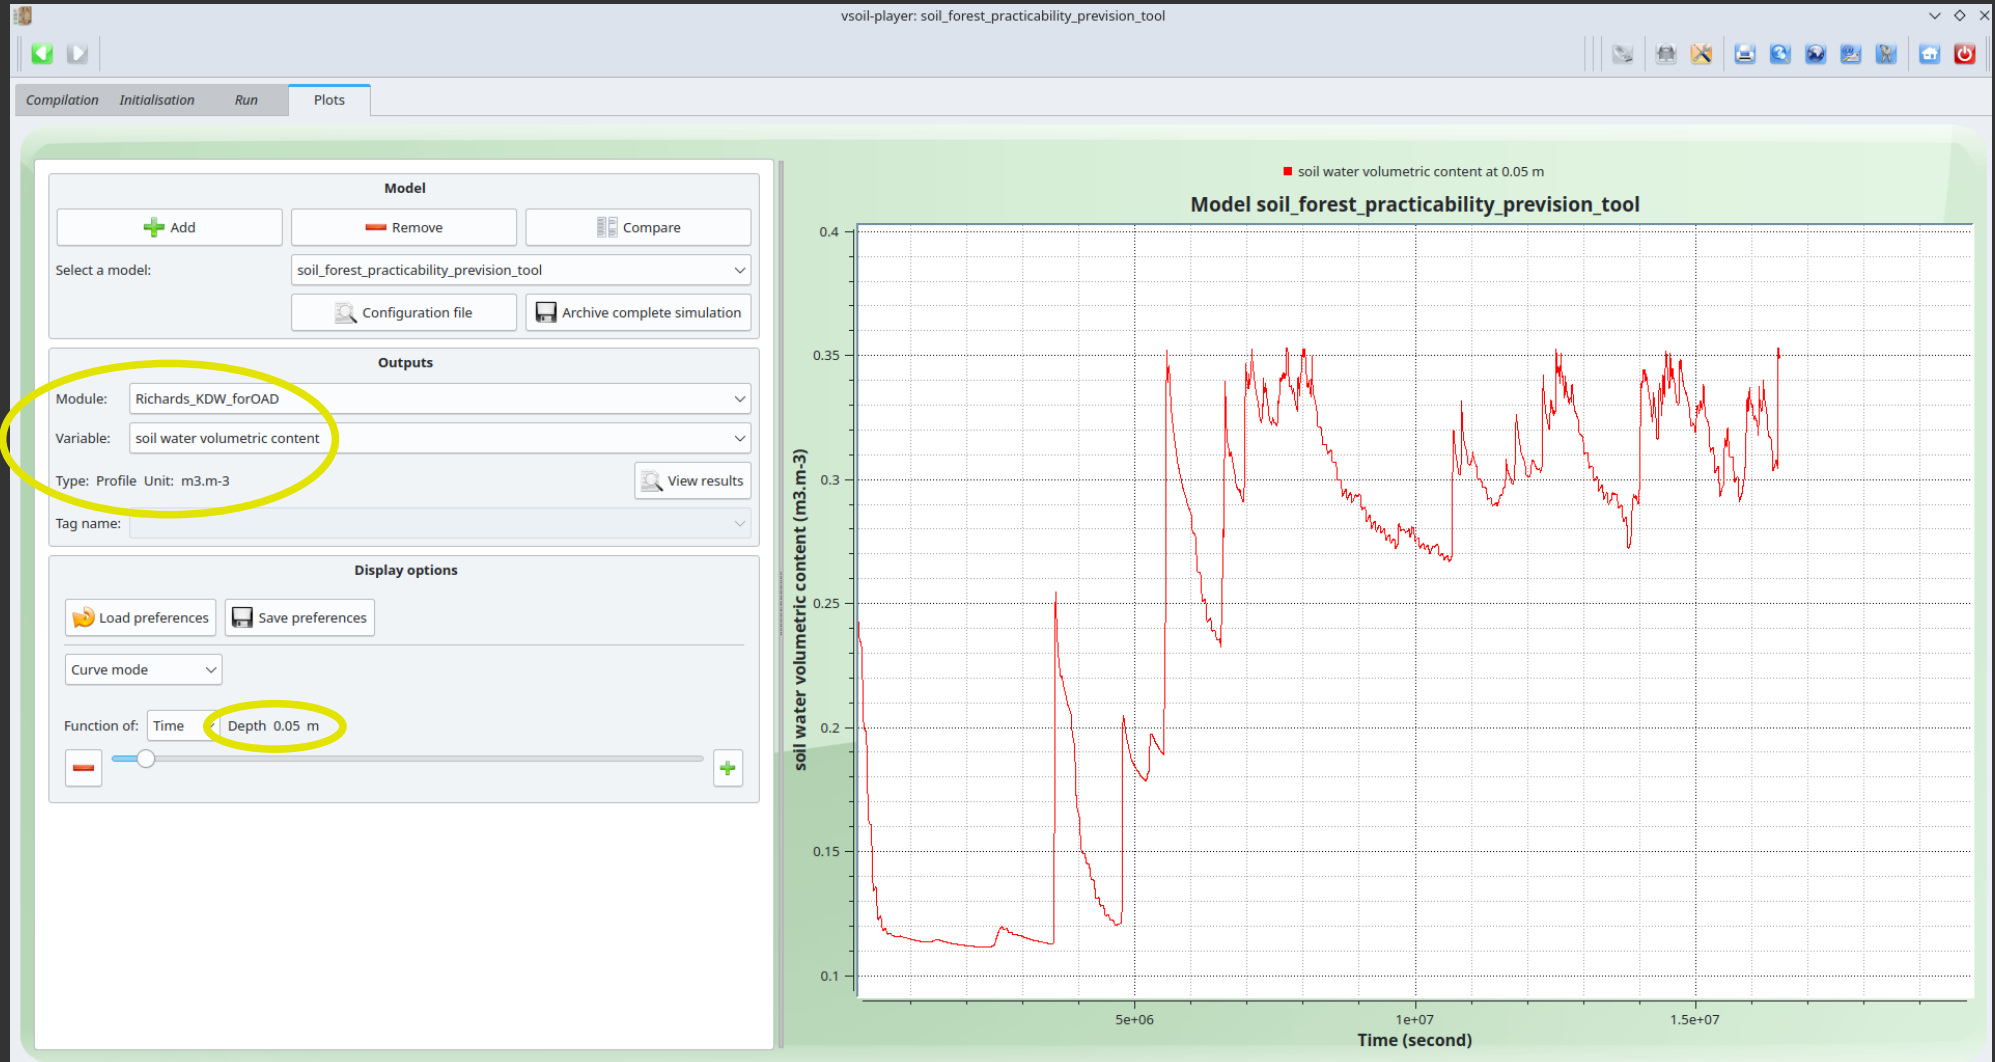 vsoil-player: soil_forest_practicability_prevision_tool
Compilation Initialisation Run Plots
Model
Add Remove Compare
Select a model: soil_forest_practicability_prevision_tool
Configuration file Archive complete simulation
Outputs
Module: Richards_KDW_forOAD
Variable: soil water volumetric content
Type: Profile Unit: m3.m-3 View results
Tag name:
Display options
Load preferences Save preferences
Curve mode
Function of: Time Depth 0.05 m
soil water volumetric content at 0.05 m
Model soil_forest_practicability_prevision_tool
soil water volumetric content (m3.m-3)
0.4
0.35
0.3
0.25
0.2
0.15
0.1
5e+06 1e+07 1.5e+07
Time (second)